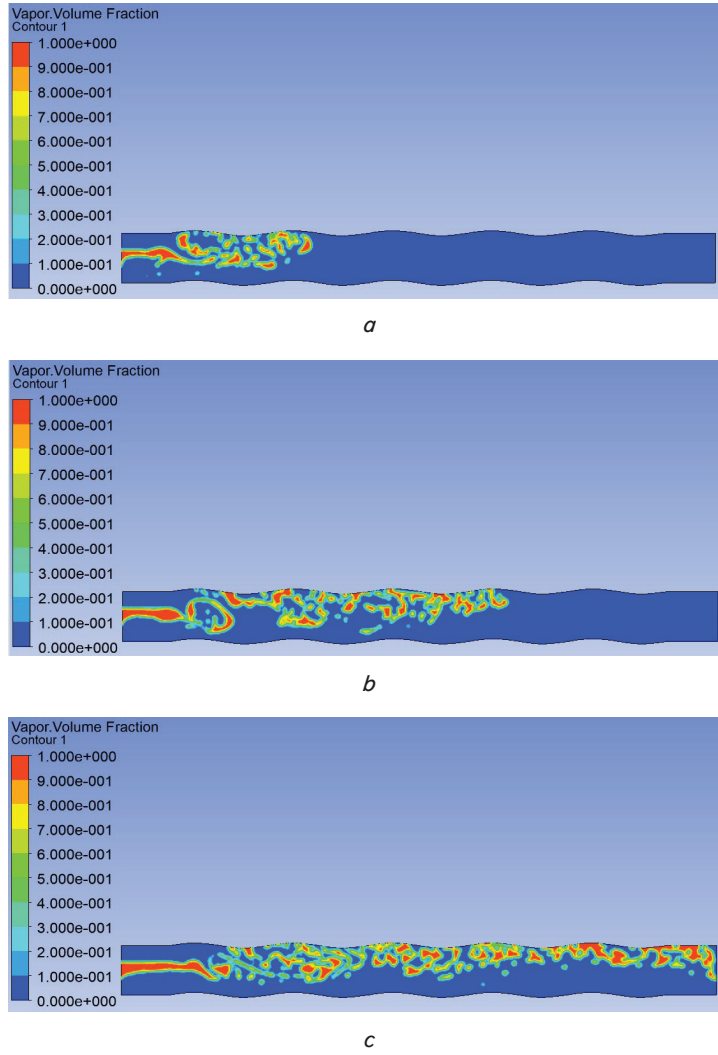 Vapor.Volume Fraction
Contour 1
1.000e+000
9.000e-001
8.000e-001
7.000e-001
6.000e-001
5.000e-001
4.000e-001
3.000e-001
2.000e-001
1.000e-001
0.000e+000
a
Vapor.Volume Fraction
Contour 1
1.000e+000
9.000e-001
8.000e-001
7.000e-001
6.000e-001
5.000e-001
4.000e-001
3.000e-001
2.000e-001
1.000e-001
0.000e+000
b
Vapor.Volume Fraction
Contour 1
1.000e+000
9.000e-001
8.000e-001
7.000e-001
6.000e-001
5.000e-001
4.000e-001
3.000e-001
2.000e-001
1.000e-001
0.000e+000
c